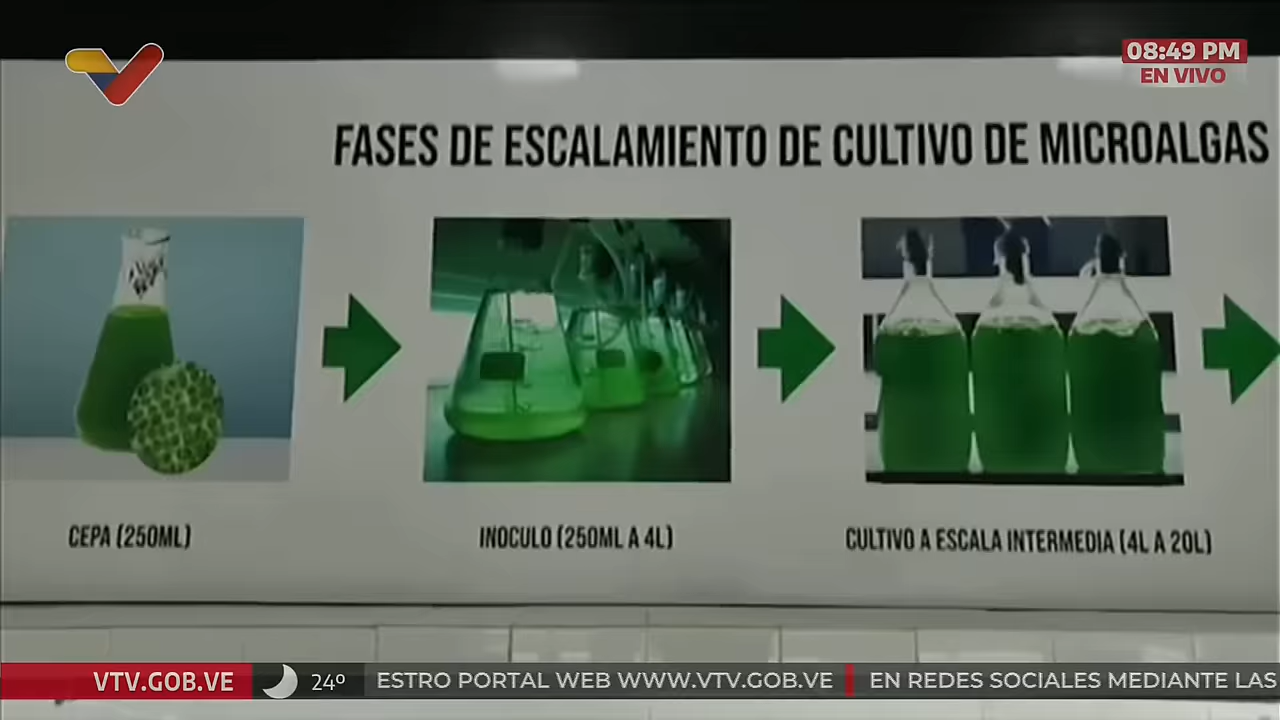 08:49 PM
EN VIVO
FASES DE ESCALAMIENTO DE CULTIVO DE MICROALGAS
CEPA (250ML)
INOCULO (250ML A 4L)
CULTIVO A ESCALA INTERMEDIA (4L A 20L)
VTV.GOB.VE 24º ESTRO PORTAL WEB WWW.VTV.GOB.VE EN REDES SOCIALES MEDIANTE LAS